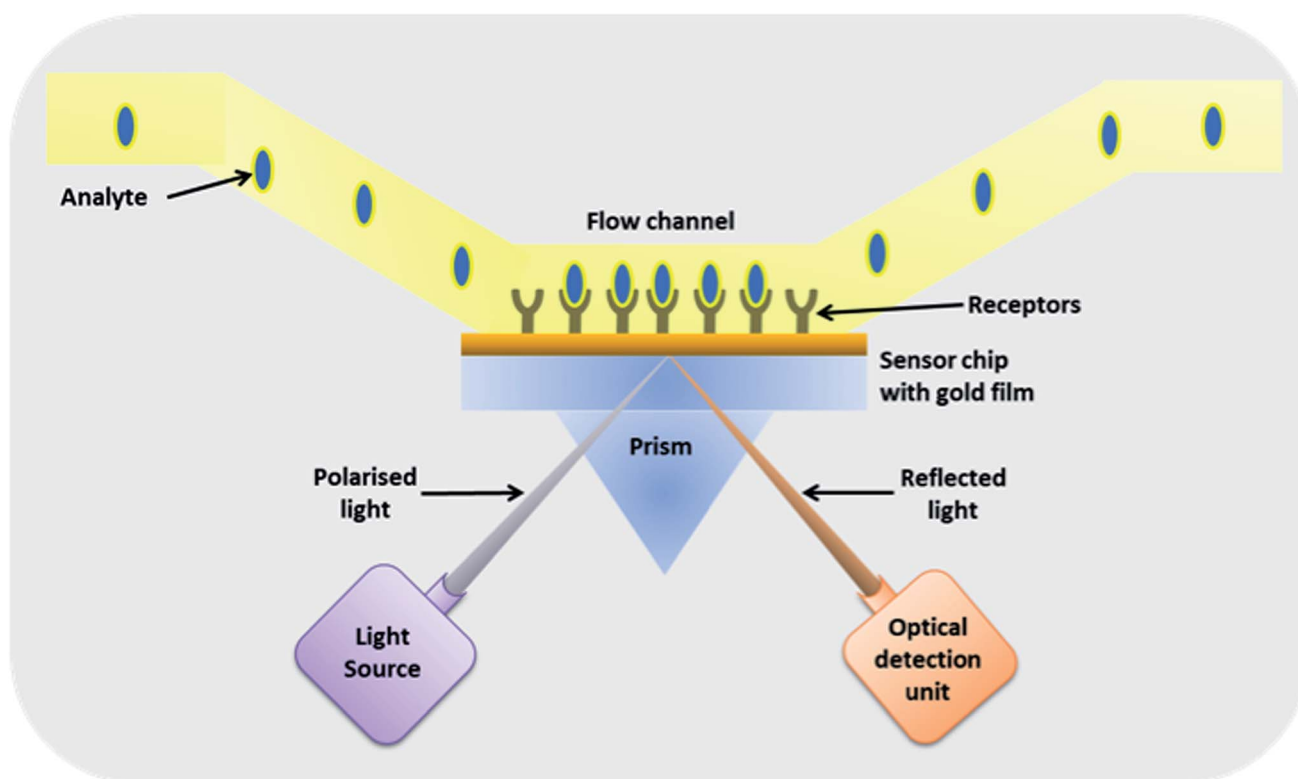 Analyte
Flow channel
Receptors
Sensor chip
with gold film
Prism
Polarised
light
Reflected
light
Light
Source
Optical
detection
unit